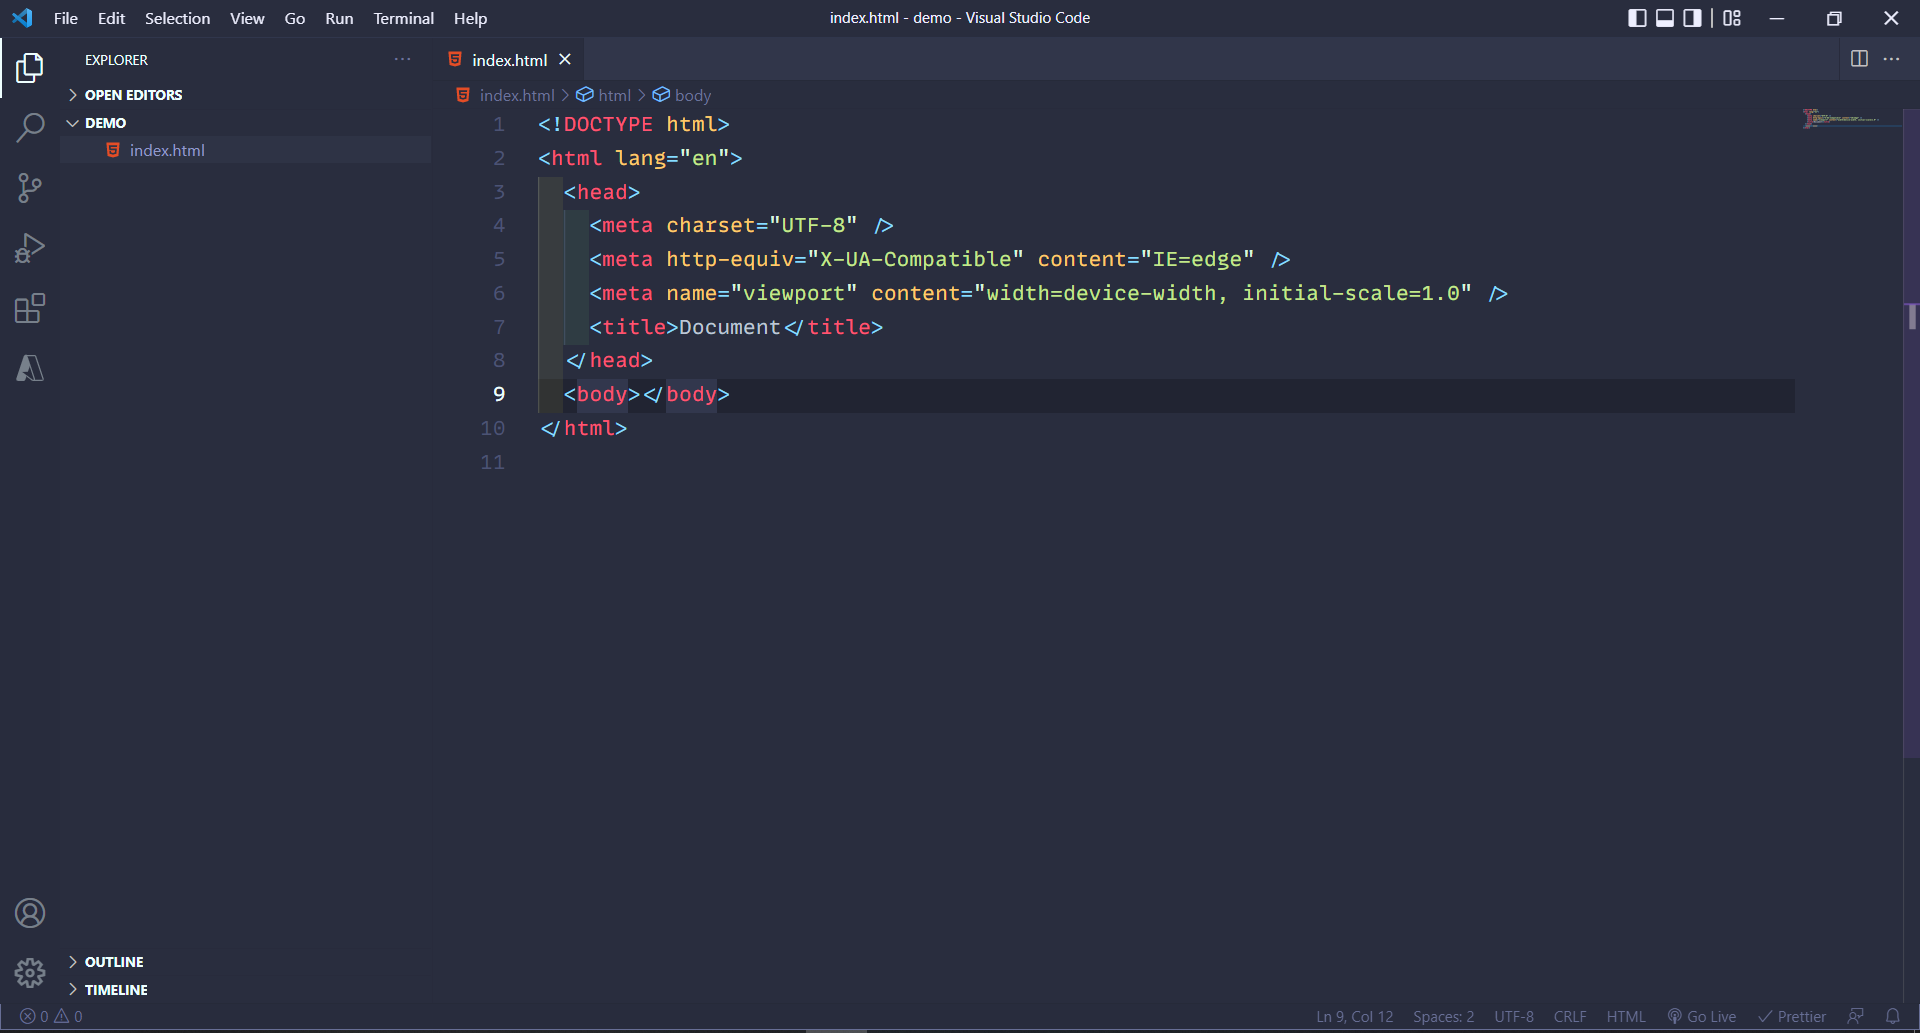 File Edit Selection View Go Run Terminal Help
index.html - demo - Visual Studio Code
EXPLORER
OPEN EDITORS
DEMO
index.html
index.html
index.html > html > body
1 <!DOCTYPE html>
2 <html lang="en">
3 <head>
4 <meta charset="UTF-8" />
5 <meta http-equiv="X-UA-Compatible" content="IE=edge" />
6 <meta name="viewport" content="width=device-width, initial-scale=1.0" />
7 <title>Document</title>
8 </head>
9 <body></body>
10 </html>
11
OUTLINE
TIMELINE
0 0
Ln 9, Col 12 Spaces: 2 UTF-8 CRLF HTML Go Live Prettier